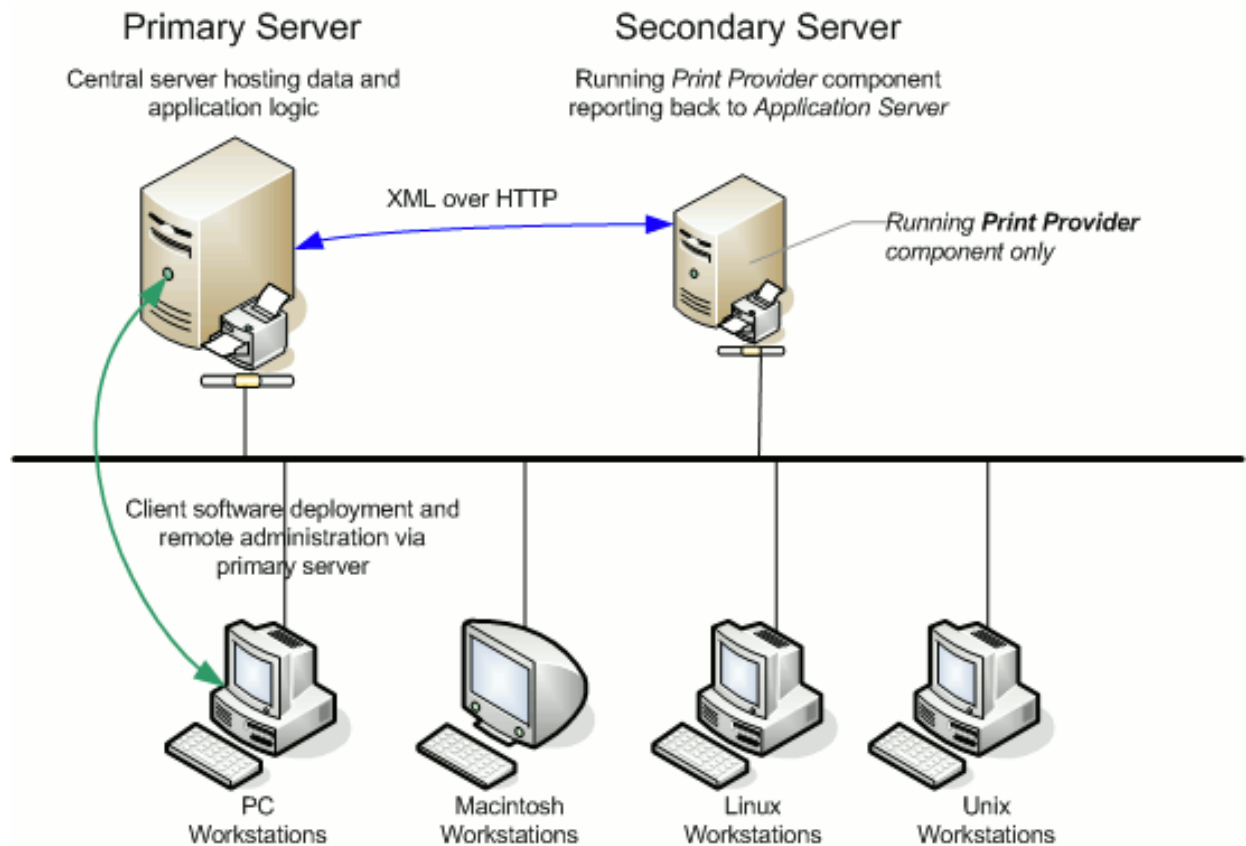 Primary Server
Central server hosting data and
application logic
Secondary Server
Running Print Provider component
reporting back to Application Server
XML over HTTP
Running Print Provider
component only
Client software deployment and
remote administration via
primary server
PC
Workstations
Macintosh
Workstations
Linux
Workstations
Unix
Workstations